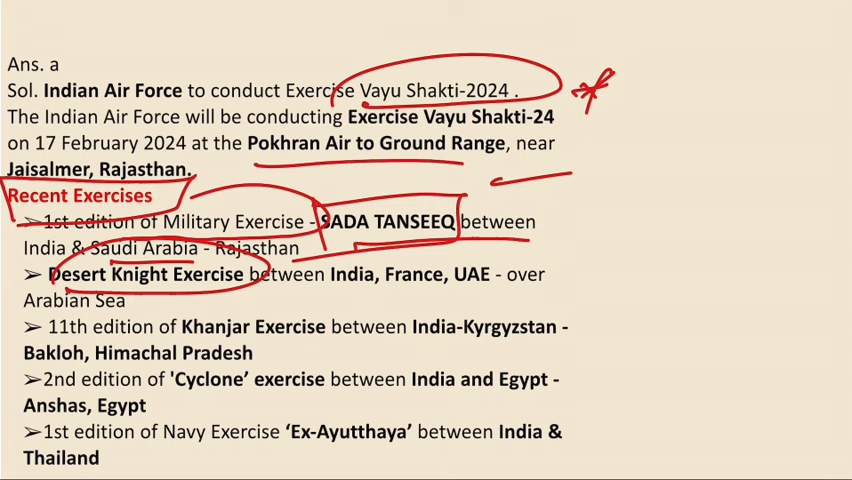 Ans. a
Sol. Indian Air Force to conduct Exercise Vayu Shakti-2024 .
The Indian Air Force will be conducting Exercise Vayu Shakti-24
on 17 February 2024 at the Pokhran Air to Ground Range, near
Jaisalmer, Rajasthan.
Recent Exercises
➢1st edition of Military Exercise - SADA TANSEEQ between
India & Saudi Arabia - Rajasthan
➢ Desert Knight Exercise between India, France, UAE - over
Arabian Sea
➢ 11th edition of Khanjar Exercise between India-Kyrgyzstan -
Bakloh, Himachal Pradesh
➢2nd edition of 'Cyclone’ exercise between India and Egypt -
Anshas, Egypt
➢1st edition of Navy Exercise ‘Ex-Ayutthaya’ between India &
Thailand